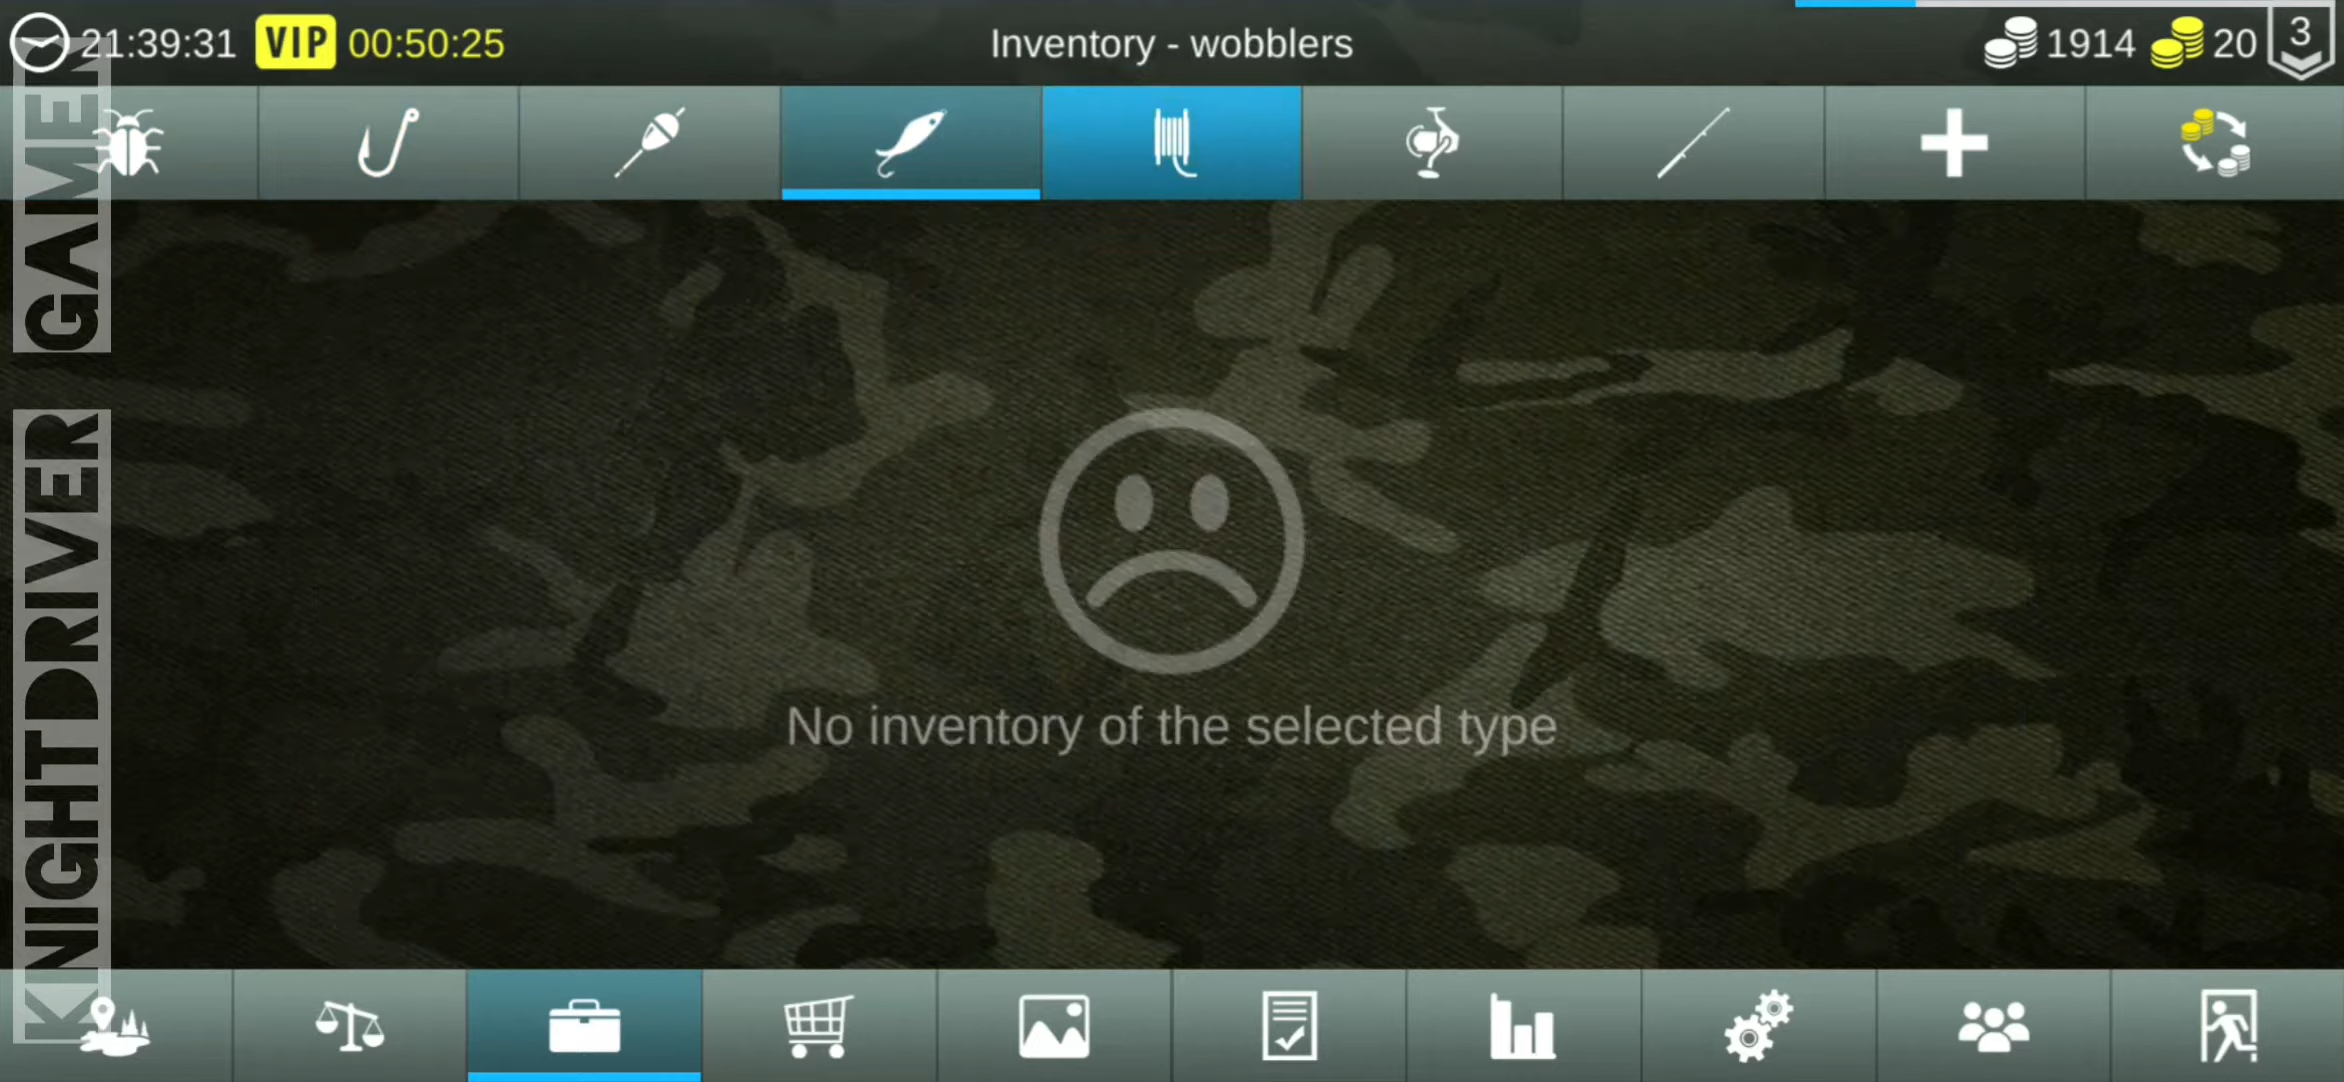 21:39:31 VIP 00:50:25
Inventory - wobblers
1914 20 3
No inventory of the selected type
KNIGHTDRIVER GAMER